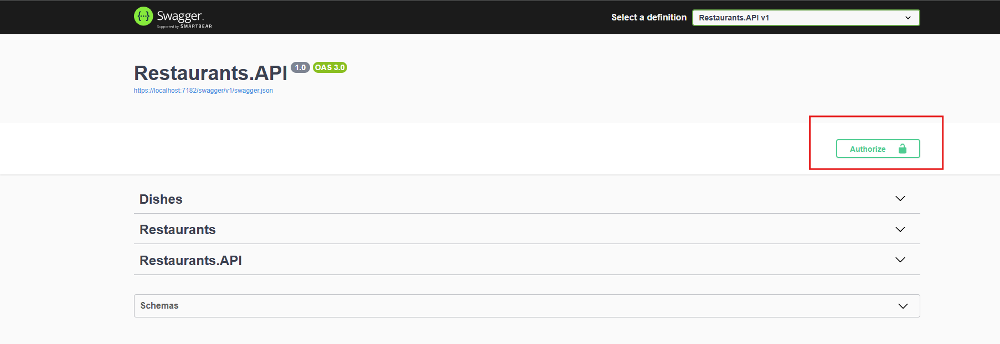 Swagger
Supported by SMARTBEAR
Select a definition
Restaurants.API v1
Restaurants.API 1.0 OAS 3.0
https://localhost:7182/swagger/v1/swagger.json
Authorize
Dishes
Restaurants
Restaurants.API
Schemas